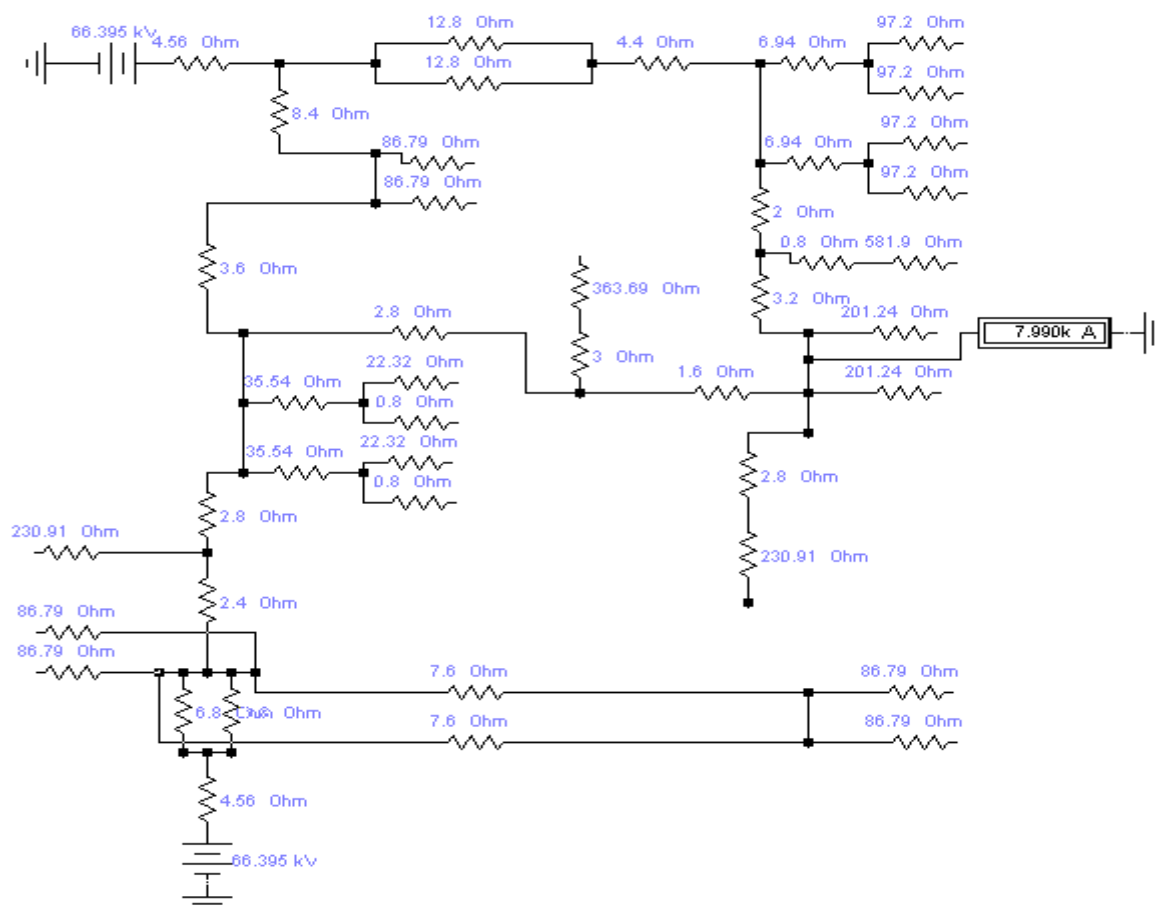 66.395 kV
4.56 Ohm
12.8 Ohm
12.8 Ohm
4.4 Ohm
6.94 Ohm
97.2 Ohm
97.2 Ohm
8.4 Ohm
86.79 Ohm
86.79 Ohm
6.94 Ohm
97.2 Ohm
97.2 Ohm
2 Ohm
0.8 Ohm
581.9 Ohm
3.6 Ohm
363.69 Ohm
3.2 Ohm
2.8 Ohm
201.24 Ohm
7.990k A
3 Ohm
22.32 Ohm
35.54 Ohm
0.8 Ohm
1.6 Ohm
201.24 Ohm
22.32 Ohm
35.54 Ohm
0.8 Ohm
2.8 Ohm
2.8 Ohm
230.91 Ohm
230.91 Ohm
2.4 Ohm
86.79 Ohm
86.79 Ohm
7.6 Ohm
86.79 Ohm
6.8
Ohm
7.6 Ohm
86.79 Ohm
4.56 Ohm
66.395 kV